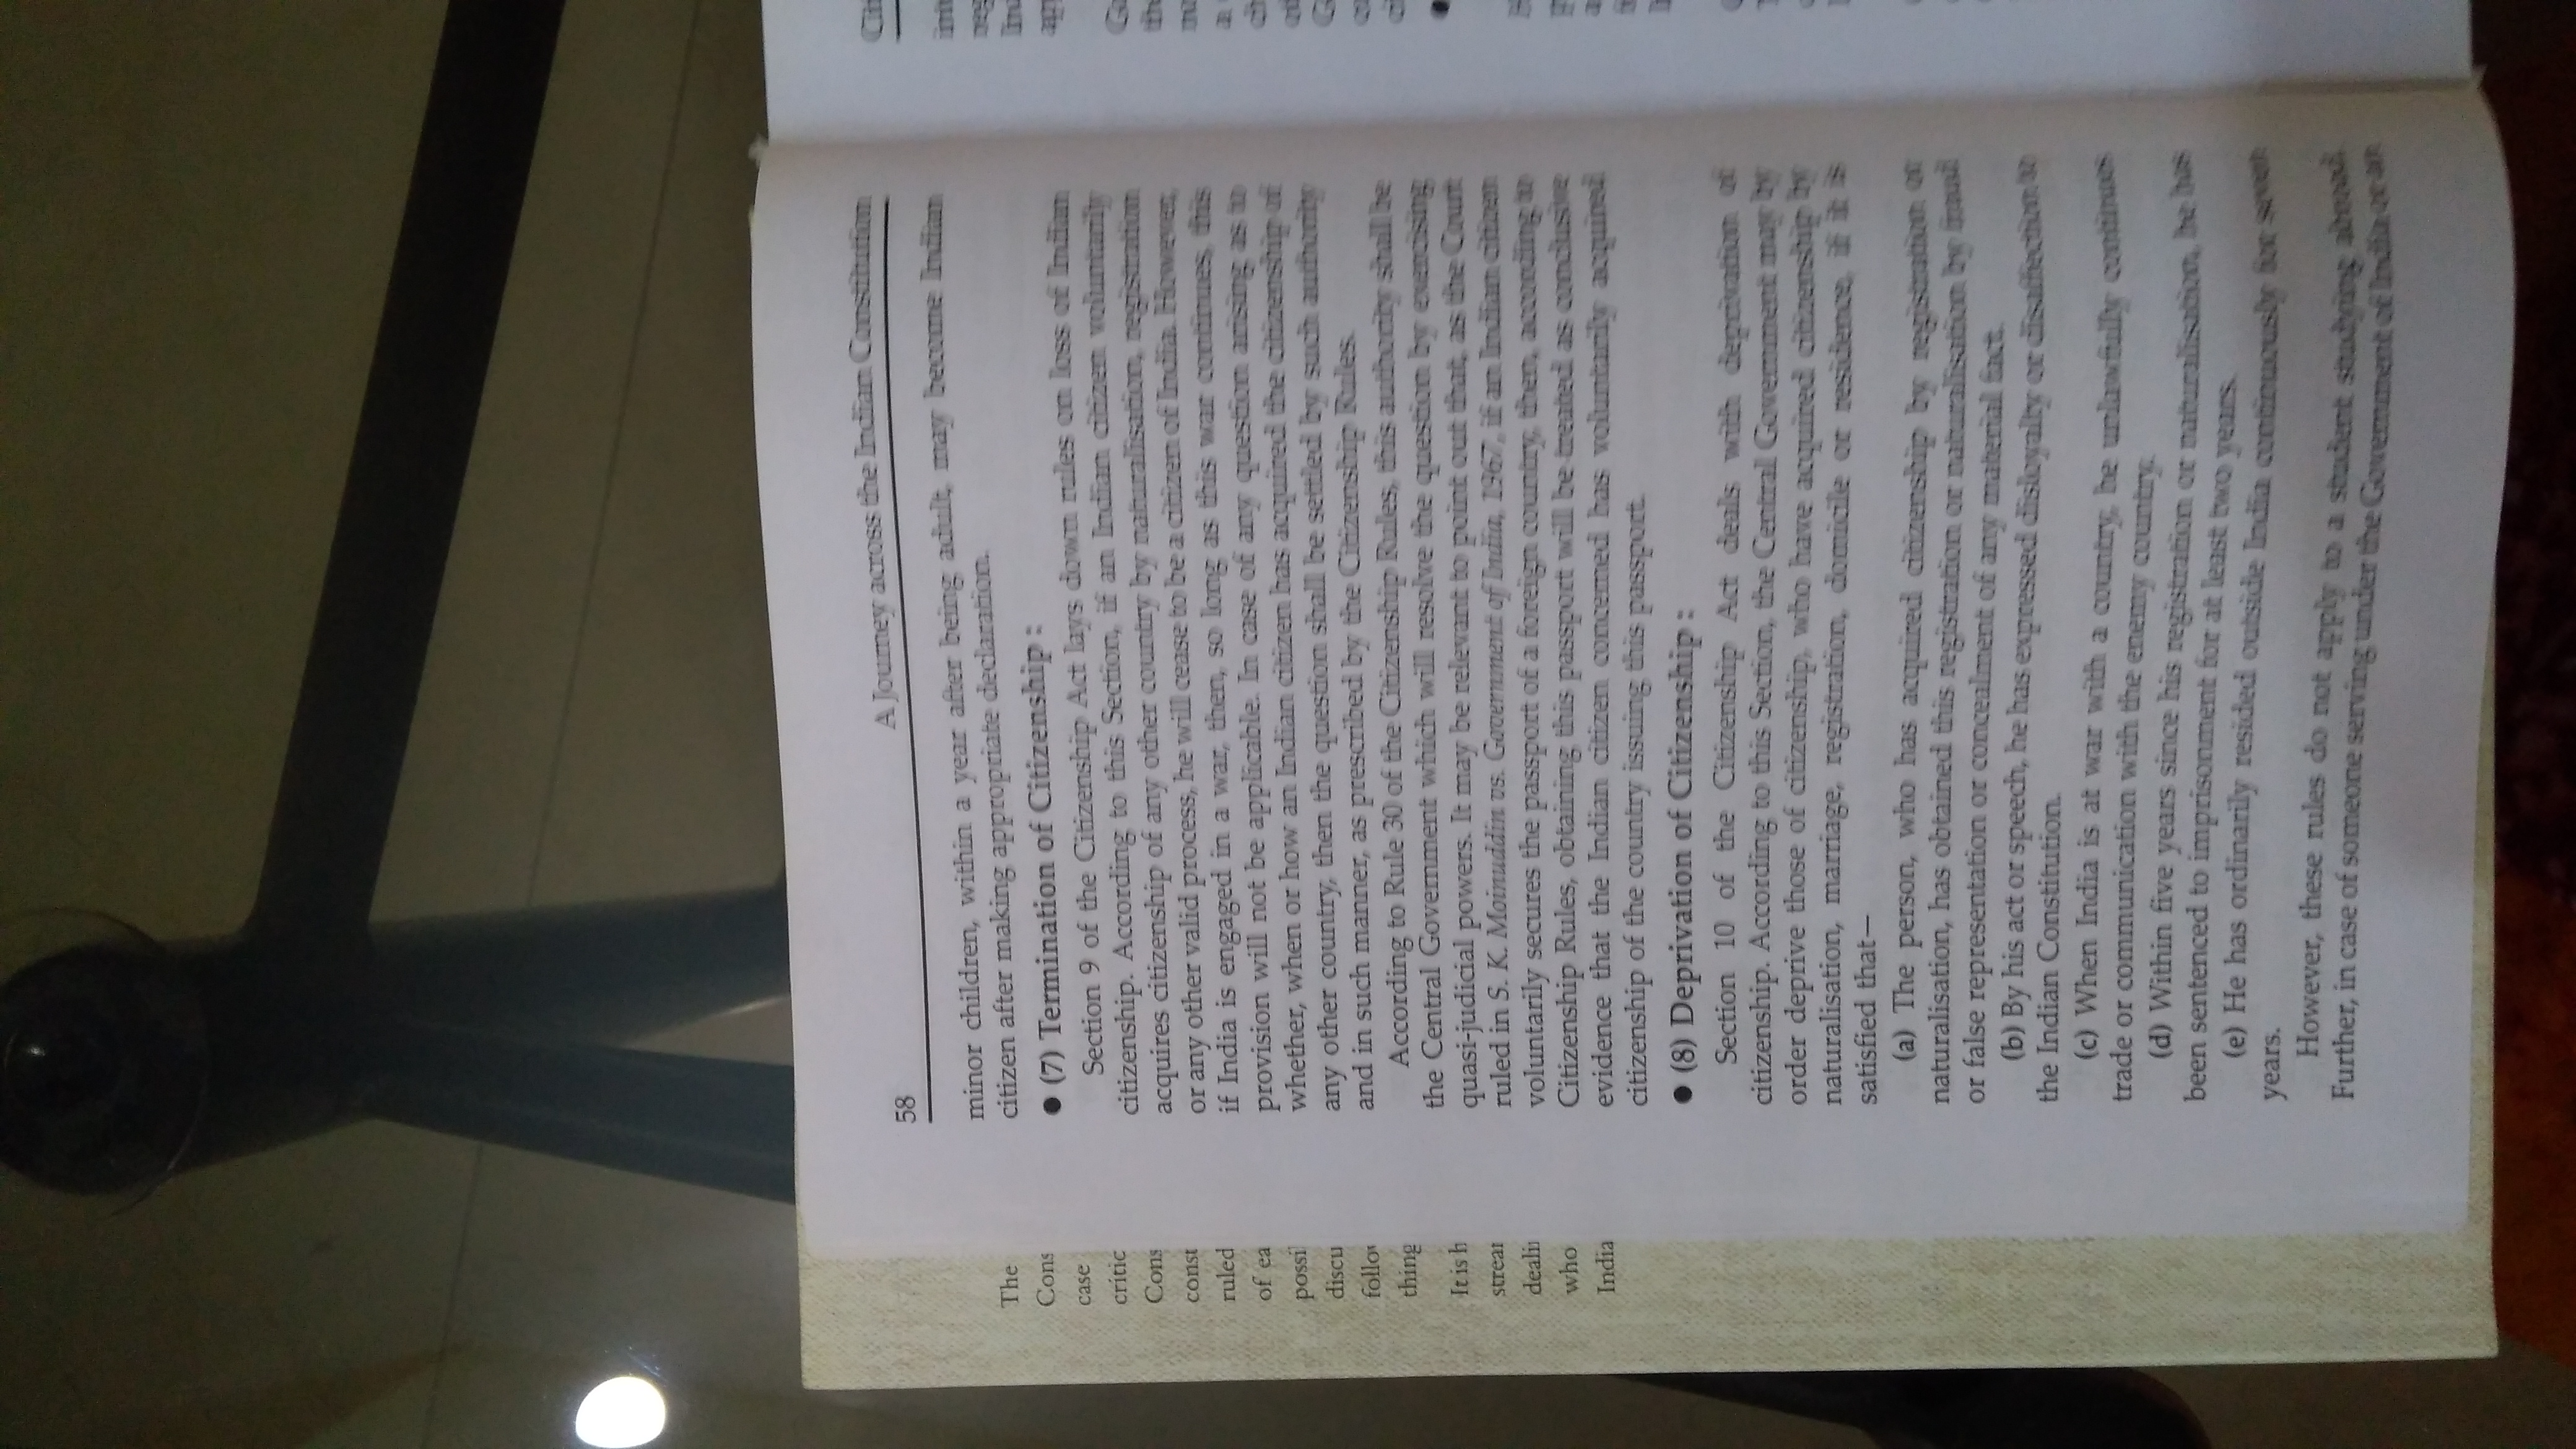 58 A Journey across the Indian Constitution
minor children, within a year after being adult, may become Indian
citizen after making appropriate declaration.
● (7) Termination of Citizenship :
Section 9 of the Citizenship Act lays down rules on loss of Indian
citizenship. According to this Section, if an Indian citizen voluntarily
acquires citizenship of any other country by naturalisation, registration
or any other valid process, he will cease to be a citizen of India. However,
if India is engaged in a war, then, so long as this war continues, this
provision will not be applicable. In case of any question arising as to
whether, when or how an Indian citizen has acquired the citizenship of
any other country, then the question shall be settled by such authority
and in such manner, as prescribed by the Citizenship Rules.
According to Rule 30 of the Citizenship Rules, this authority shall be
the Central Government which will resolve the question by exercising
quasi-judicial powers. It may be relevant to point out that, as the Court
ruled in S. K. Moinuddin vs. Government of India, 1967, if an Indian citizen
voluntarily secures the passport of a foreign country, then, according to
Citizenship Rules, obtaining this passport will be treated as conclusive
evidence that the Indian citizen concerned has voluntarily acquired
citizenship of the country issuing this passport.
● (8) Deprivation of Citizenship :
Section 10 of the Citizenship Act deals with deprivation of
citizenship. According to this Section, the Central Government may by
order deprive those of citizenship, who have acquired citizenship by
naturalisation, marriage, registration, domicile or residence, if it is
satisfied that—
(a) The person, who has acquired citizenship by registration or
naturalisation, has obtained this registration or naturalisation by fraud
or false representation or concealment of any material fact.
(b) By his act or speech, he has expressed disloyalty or disaffection to
the Indian Constitution.
(c) When India is at war with a country, he unlawfully continues
trade or communication with the enemy country.
(d) Within five years since his registration or naturalisation, he has
been sentenced to imprisonment for at least two years.
(e) He has ordinarily resided outside India continuously for seven
years.
However, these rules do not apply to a student studying abroad.
Further, in case of someone serving under the Government of India or an
The
Cons
case
critic
Cons
const
ruled
of ea
possi
discu
follow
thing
It is h
strear
deali
who
India